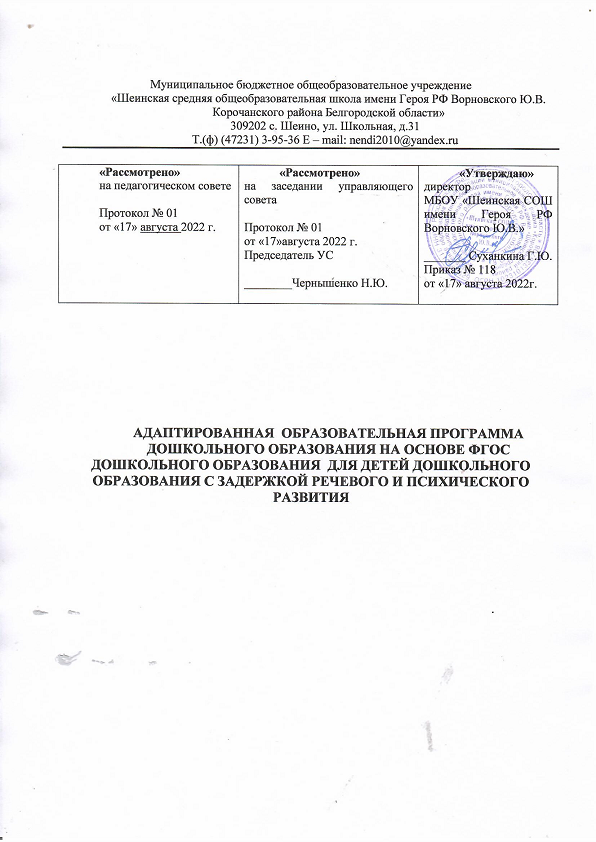 Муниципальное бюджетное общеобразовательное учреждение
«Шеинская средняя общеобразовательная школа имени Героя РФ Ворновского Ю.В.
Корочанского района Белгородской области»
309202 с. Шеино, ул. Школьная, д.31
Т.(ф) (47231) 3-95-36 E – mail: nendi2010@yandex.ru
«Рассмотрено»
на педагогическом совете
Протокол № 01
от «17» августа 2022 г.
«Рассмотрено»
на заседании управляющего
совета
Протокол № 01
от «17»августа 2022 г.
Председатель УС
________Чернышенко Н.Ю.
«Утверждаю»
директор
МБОУ «Шеинская СОШ
имени Героя РФ
Ворновского Ю.В.»
_______Суханкина Г.Ю.
Приказ № 118
от «17» августа 2022г.
АДАПТИРОВАННАЯ ОБРАЗОВАТЕЛЬНАЯ ПРОГРАММА
ДОШКОЛЬНОГО ОБРАЗОВАНИЯ НА ОСНОВЕ ФГОС
ДОШКОЛЬНОГО ОБРАЗОВАНИЯ ДЛЯ ДЕТЕЙ ДОШКОЛЬНОГО
ОБРАЗОВАНИЯ С ЗАДЕРЖКОЙ РЕЧЕВОГО И ПСИХИЧЕСКОГО
РАЗВИТИЯ